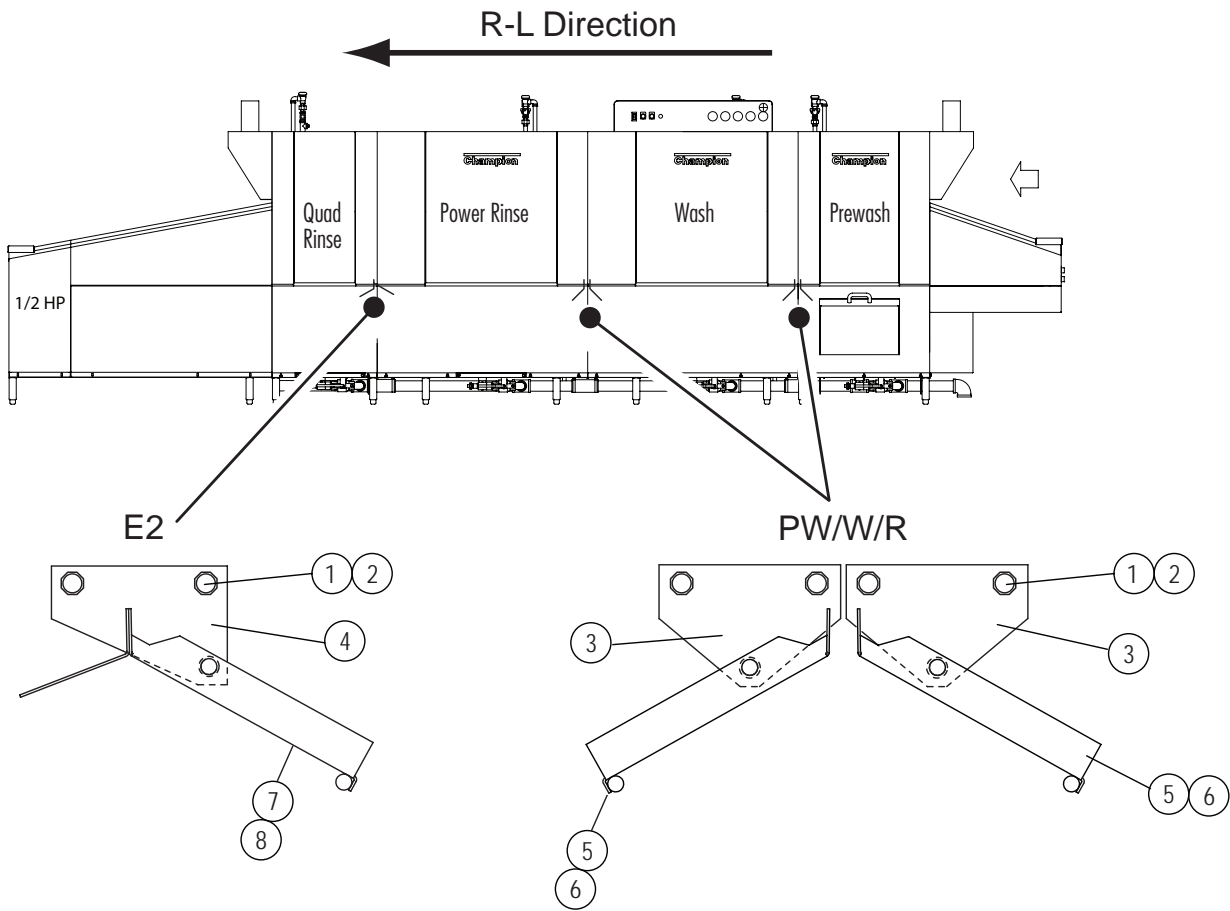 R-L Direction
Champion
Champion
Quad
Rinse
Power Rinse
Wash
Prewash
1/2 HP
E2
PW/W/R
1 2
4
7
8
1 2
3
3
5 6
5
6